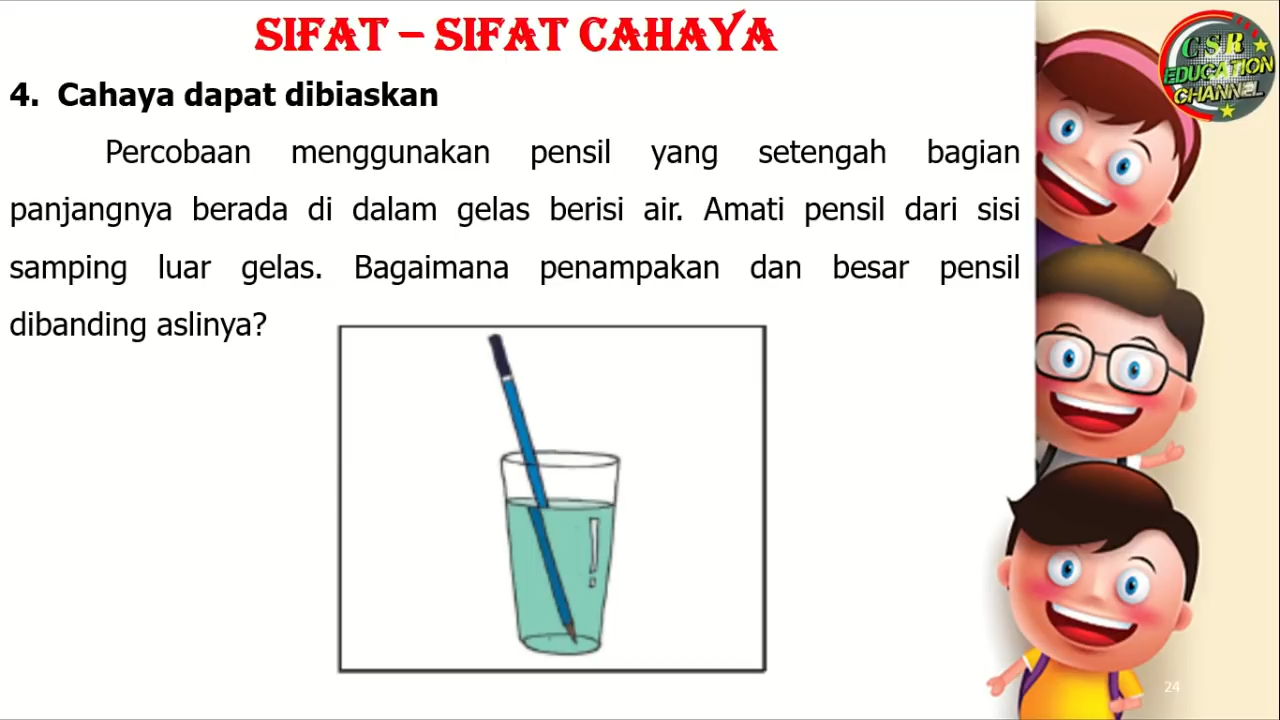 SIFAT – SIFAT CAHAYA
4. Cahaya dapat dibiaskan
Percobaan menggunakan pensil yang setengah bagian
panjangnya berada di dalam gelas berisi air. Amati pensil dari sisi
samping luar gelas. Bagaimana penampakan dan besar pensil
dibanding aslinya?
CSR
EDUCATION
CHANNEL
24